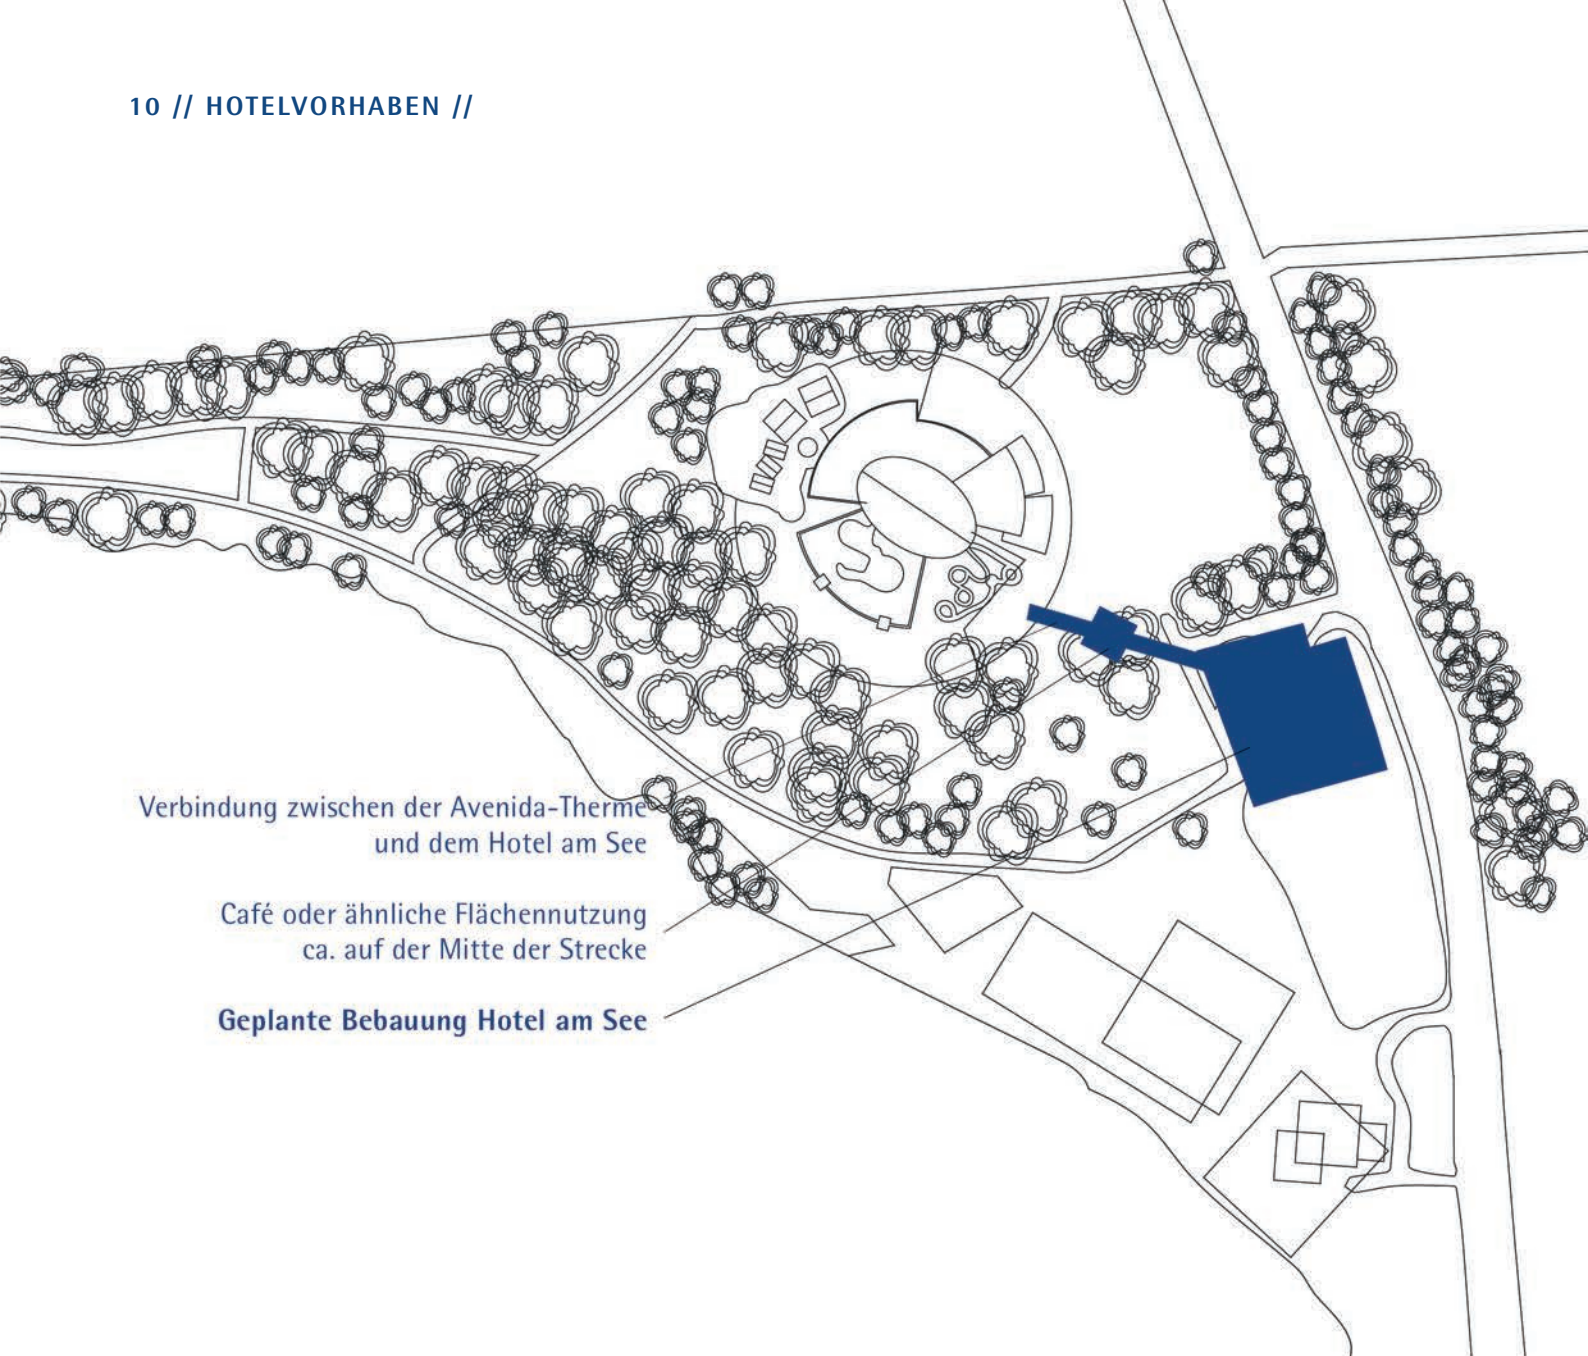 10 // HOTELVORHABEN //
Verbindung zwischen der Avenida-Therme
und dem Hotel am See
Café oder ähnliche Flächennutzung
ca. auf der Mitte der Strecke
Geplante Bebauung Hotel am See